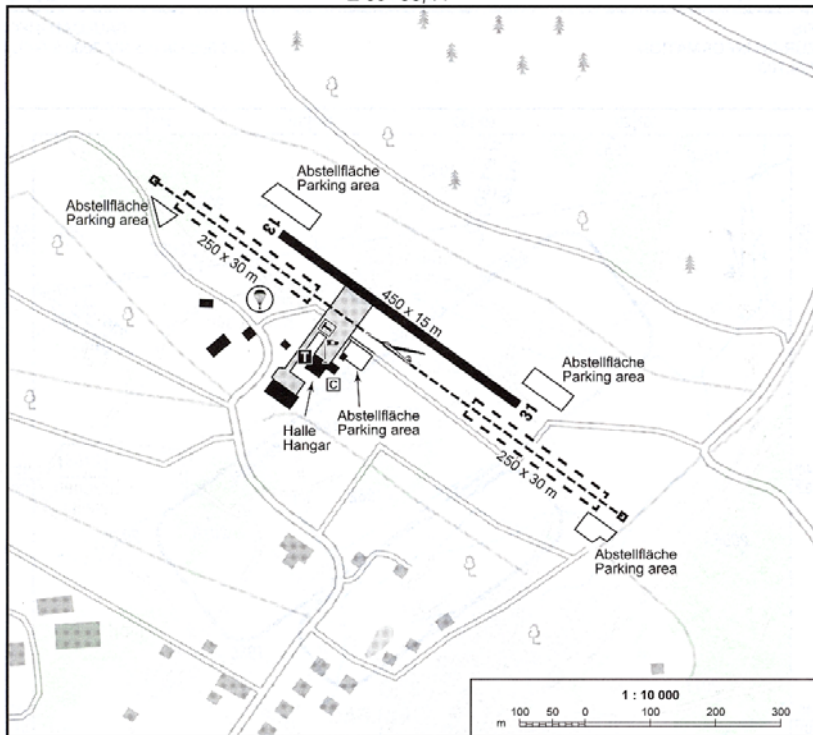 Abstellfläche
Parking area
Abstellfläche
Parking area
13
250 x 30 m
450 x 15 m
T
T
C
Abstellfläche
Parking area
31
Halle
Hangar
Abstellfläche
Parking area
250 x 30 m
Abstellfläche
Parking area
1 : 10 000
m 100 50 0 100 200 300